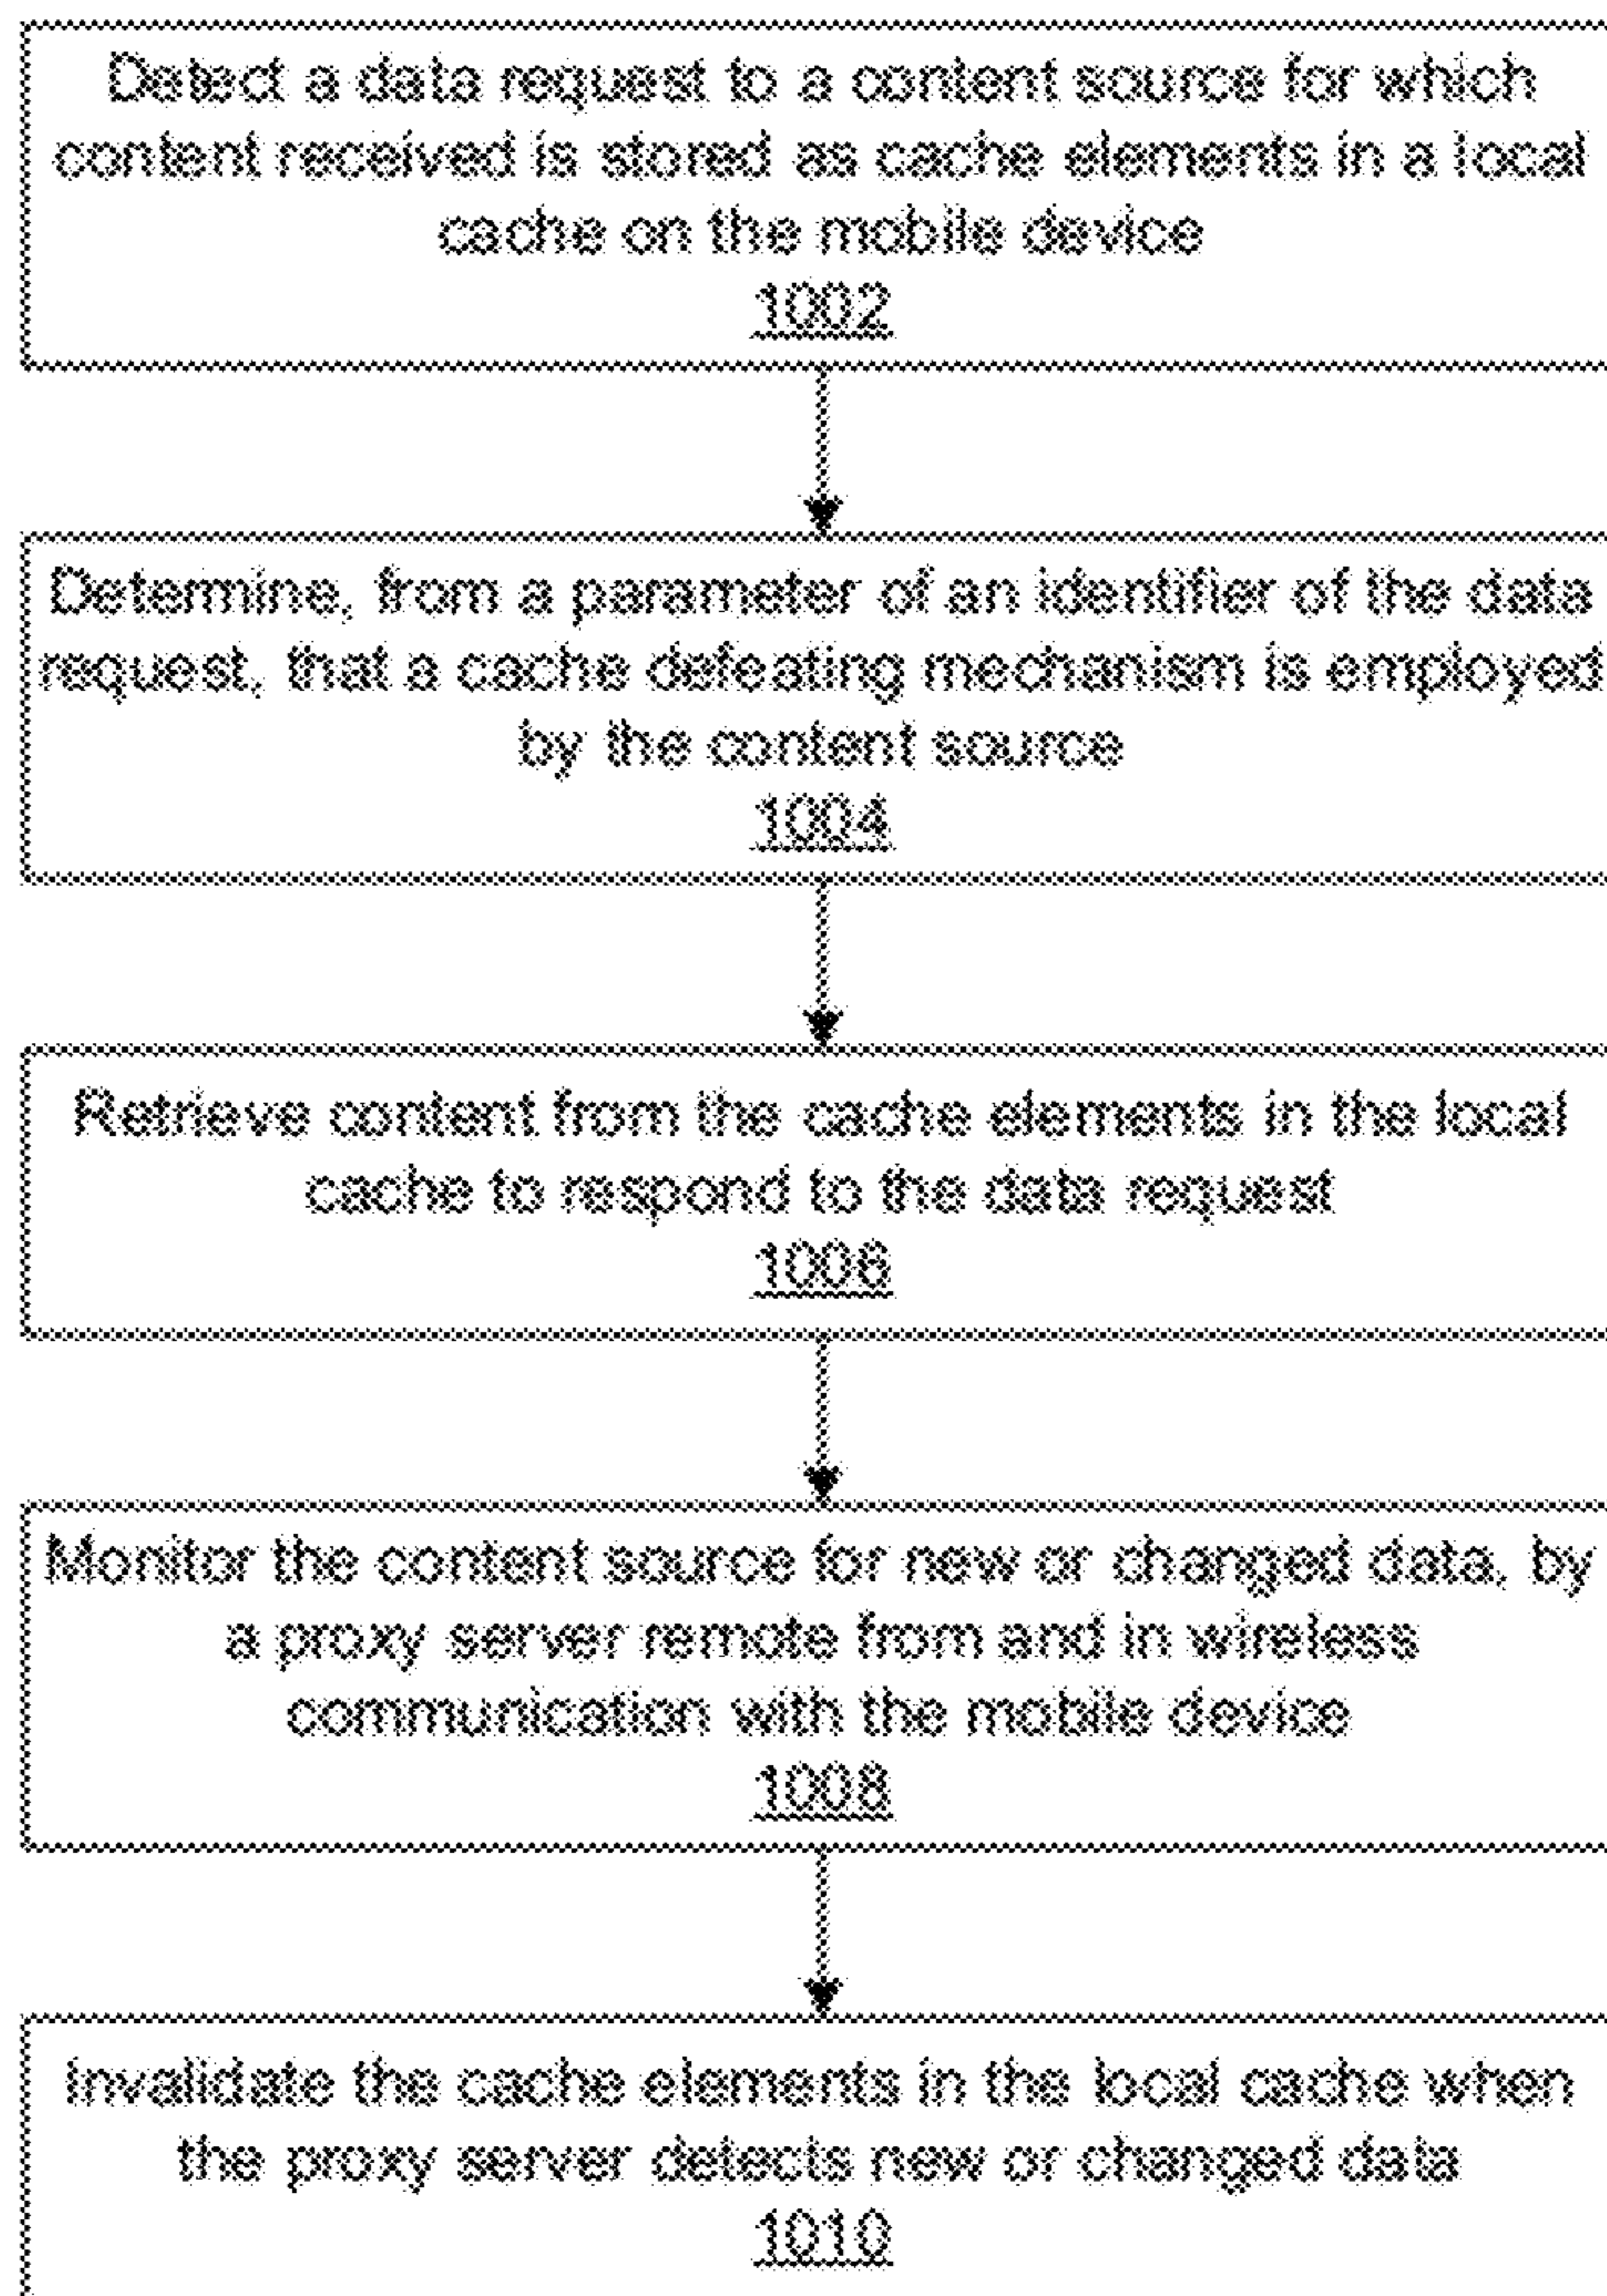 Detect a data request to a content source for which
content received is stored as cache elements in a local
cache on the mobile device
1002
Determine, from a parameter of an identifier of the data
request, that a cache defeating mechanism is employed
by the content source
1004
Retrieve content from the cache elements in the local
cache to respond to the data request
1006
Monitor the content source for new or changed data, by
a proxy server remote from and in wireless
communication with the mobile device
1008
Invalidate the cache elements in the local cache when
the proxy server detects new or changed data
1010